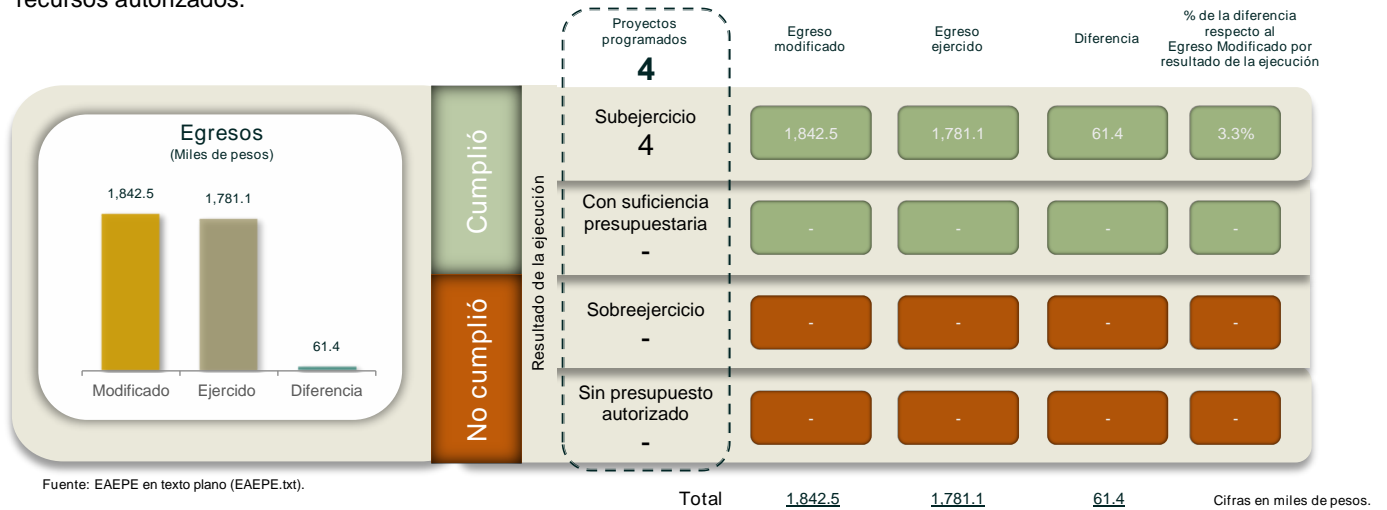 recursos autorizados.
Proyectos
programados
4
Egreso
modificado
Egreso
ejercido
Diferencia
% de la diferencia
respecto al
Egreso Modificado por
resultado de la ejecución
Egresos
(Miles de pesos)
1,842.5
1,781.1
61.4
Modificado
Ejercido
Diferencia
Cumplió
No cumplió
Resultado de la ejecución
Subejercicio
4
1,842.5
1,781.1
61.4
3.3%
Con suficiencia
presupuestaria
-
-
-
-
-
Sobreejercicio
-
-
-
-
-
Sin presupuesto
autorizado
-
-
-
-
-
Fuente: EAEPE en texto plano (EAEPE.txt).
Total 1,842.5 1,781.1 61.4 Cifras en miles de pesos.